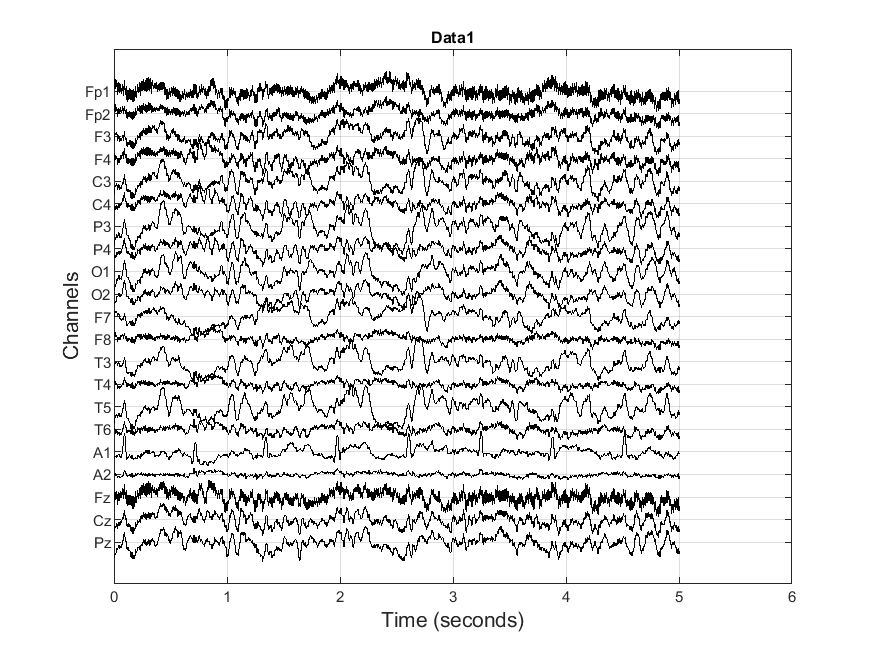 Data1
Channels
Fp1
Fp2
F3
F4
C3
C4
P3
P4
O1
O2
F7
F8
T3
T4
T5
T6
A1
A2
Fz
Cz
Pz
0 1 2 3 4 5 6
Time (seconds)